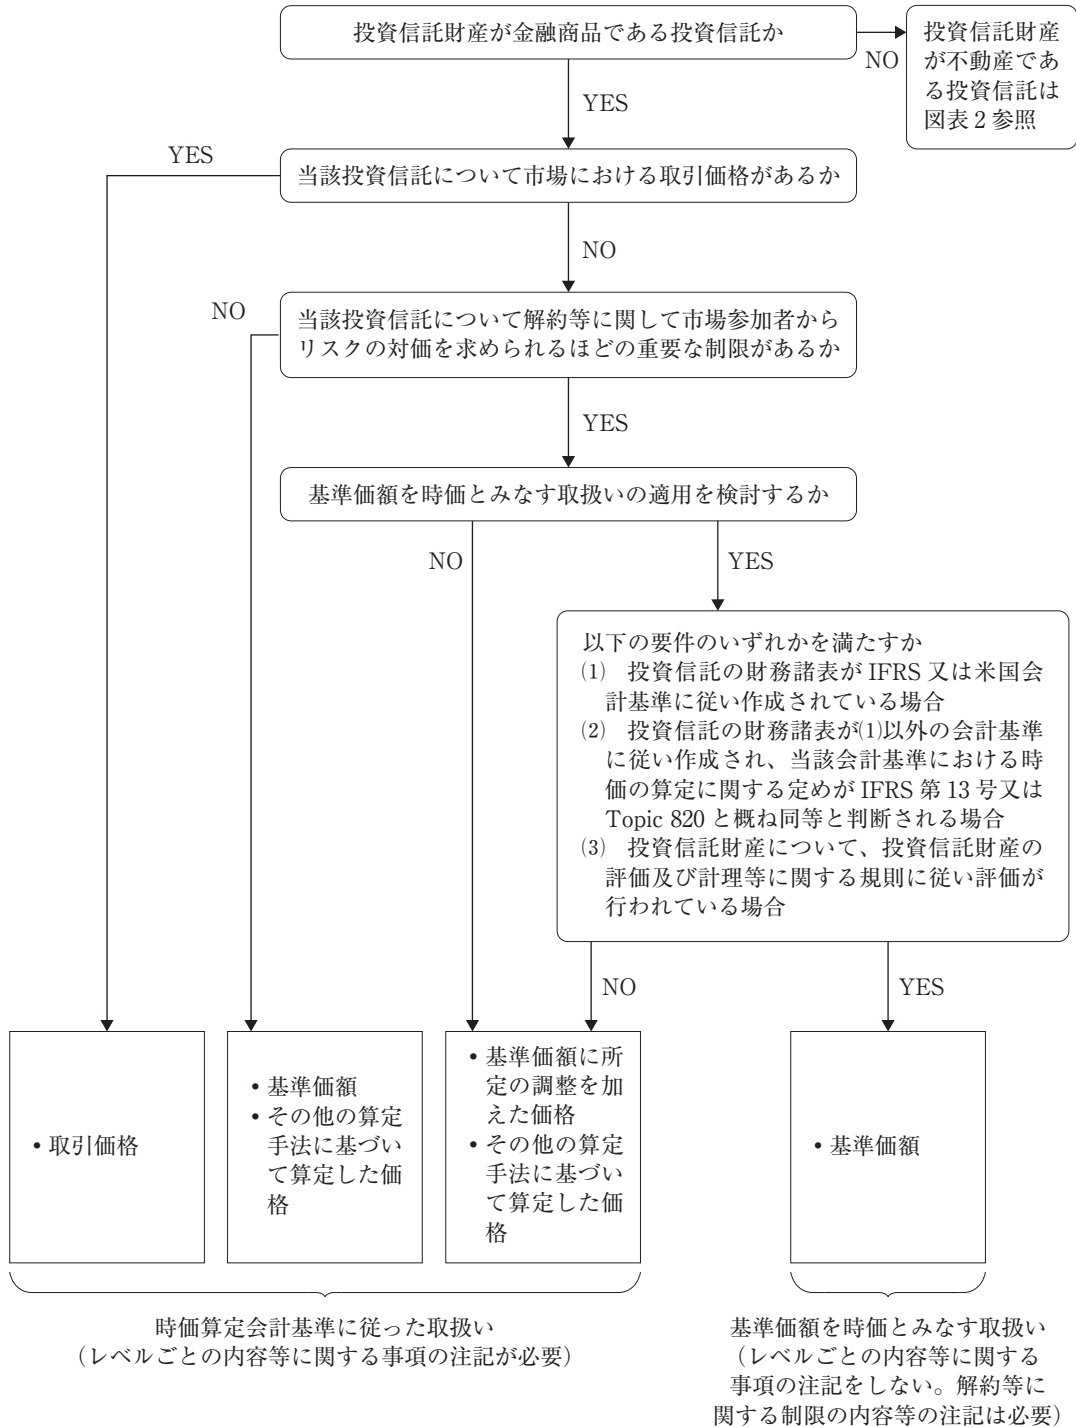 投資信託財産が金融商品である投資信託か
NO
投資信託財産
が不動産であ
る投資信託は
図表2参照
YES
YES
当該投資信託について市場における取引価格があるか
NO
NO
当該投資信託について解約等に関して市場参加者から
リスクの対価を求められるほどの重要な制限があるか
YES
基準価額を時価とみなす取扱いの適用を検討するか
NO
YES
以下の要件のいずれかを満たすか
⑴ 投資信託の財務諸表が IFRS 又は米国会
計基準に従い作成されている場合
⑵ 投資信託の財務諸表が⑴以外の会計基準
に従い作成され、当該会計基準における時
価の算定に関する定めが IFRS 第 13 号又は
Topic 820 と概ね同等と判断される場合
⑶ 投資信託財産について、投資信託財産の
評価及び計理等に関する規則に従い評価が
行われている場合
NO
YES
• 取引価格
• 基準価額
• その他の算定
手法に基づい
て算定した価
格
• 基準価額に所
定の調整を加
えた価格
• その他の算定
手法に基づい
て算定した価
格
• 基準価額
時価算定会計基準に従った取扱い
（レベルごとの内容等に関する事項の注記が必要）
基準価額を時価とみなす取扱い
（レベルごとの内容等に関する
事項の注記をしない。解約等に
関する制限の内容等の注記は必要）